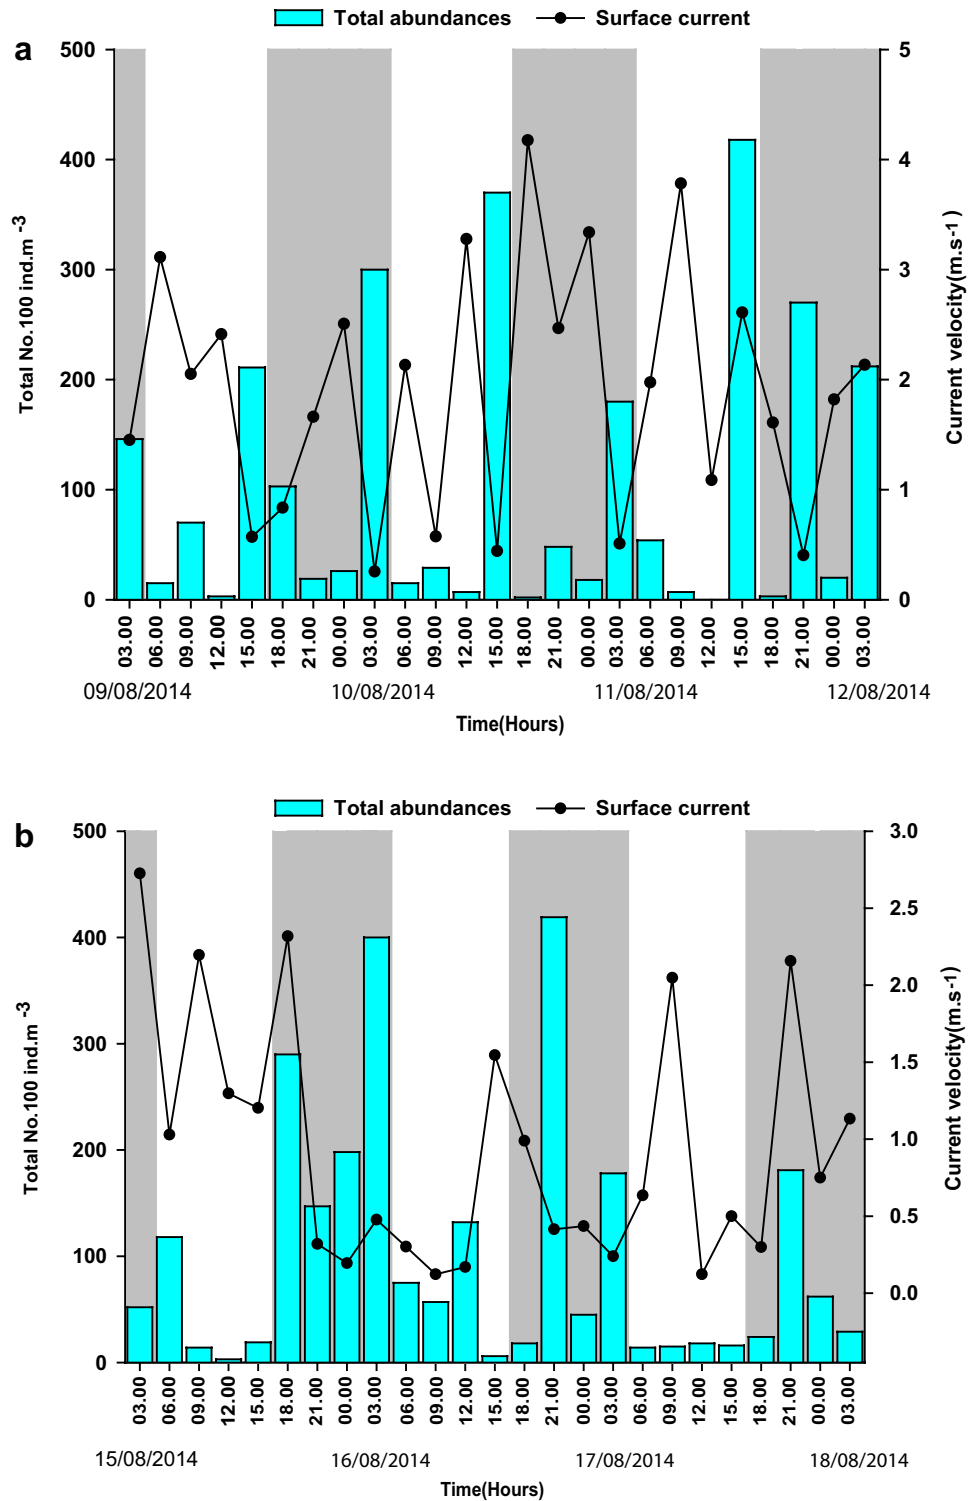 Total abundances Surface current
a
500 5
400 4
300 3
200 2
100 1
0 0
Total No.100 ind.m -3
Current velocity(m.s-1)
03.00 06.00 09.00 12.00 15.00 18.00 21.00 00.00 03.00 06.00 09.00 12.00 15.00 18.00 21.00 00.00 03.00 06.00 09.00 12.00 15.00 18.00 21.00 00.00 03.00
09/08/2014 10/08/2014 11/08/2014 12/08/2014
Time(Hours)
Total abundances Surface current
b
500 3.0
2.5
400
2.0
300
1.5
200
1.0
0.5
100
0.0
0
Total No.100 ind.m -3
Current velocity(m.s-1)
03.00 06.00 09.00 12.00 15.00 18.00 21.00 00.00 03.00 06.00 09.00 12.00 15.00 18.00 21.00 00.00 03.00 06.00 09.00 12.00 15.00 18.00 21.00 00.00 03.00
15/08/2014 16/08/2014 17/08/2014 18/08/2014
Time(Hours)